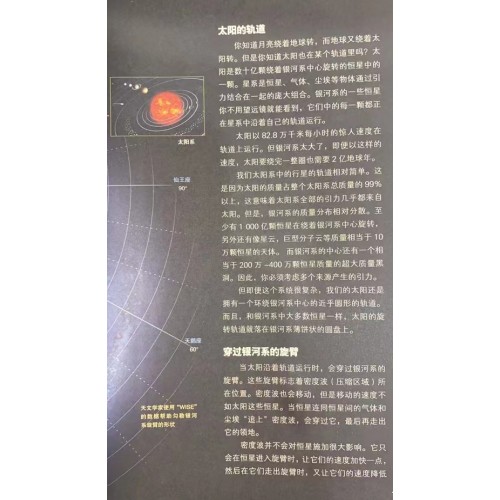 太阳的轨道
你知道月亮绕着地球转，而地球又绕着太
阳转。但是你知道太阳也在某个轨道里吗？太
阳是数十亿颗绕着银河系中心旋转的恒星中的
一颗。星系是恒星、气体、尘埃等物体通过引
力结合在一起的庞大组合。银河系的一些恒星
你不用望远镜就能看到，它们中的每一颗都正
在星系中沿着自己的轨道运行。
太阳以 82.8 万千米每小时的惊人速度在
轨道上运行。但银河系太大了，即便以这样的
速度，太阳要绕完一整圈也需要 2 亿地球年。
我们太阳系中的行星的轨道相对简单。这
是因为太阳的质量占整个太阳系总质量的 99%
以上，这意味着太阳系全部的引力几乎都来自
太阳。但是，银河系的质量分布相对分散。至
少有 1 000 亿颗恒星在绕着银河系中心旋转，
另外还有像星云，巨型分子云等质量相当于 10
万颗恒星的天体。而银河系的中心还有一个相
当于 200 万 –400 万颗恒星质量的超大质量黑
洞。因此，你必须考虑多个来源产生的引力。
但即便这个系统很复杂，我们的太阳还是
拥有一个环绕银河系中心的近乎圆形的轨道。
而且，和银河系中大多数恒星一样，太阳的旋
转轨道就落在银河系薄饼状的圆盘上。
穿过银河系的旋臂
当太阳沿着轨道运行时，会穿过银河系的
旋臂。这些旋臂标志着密度波（压缩区域）所
在位置。密度波也会移动，但是移动的速度不
如太阳这些恒星。当恒星连同恒星间的气体和
尘埃“追上”密度波，会穿过它，最后再走出
它的领地。
密度波并不会对恒星施加很大影响。它只
会在恒星进入旋臂时，让它们的速度加快一点，
然后在它们走出旋臂时，又让它们的速度降低
太阳系
仙王座
90°
天鹅座
60°
天文学家使用“WISE”
的数据帮助勾勒银河
系旋臂的形状